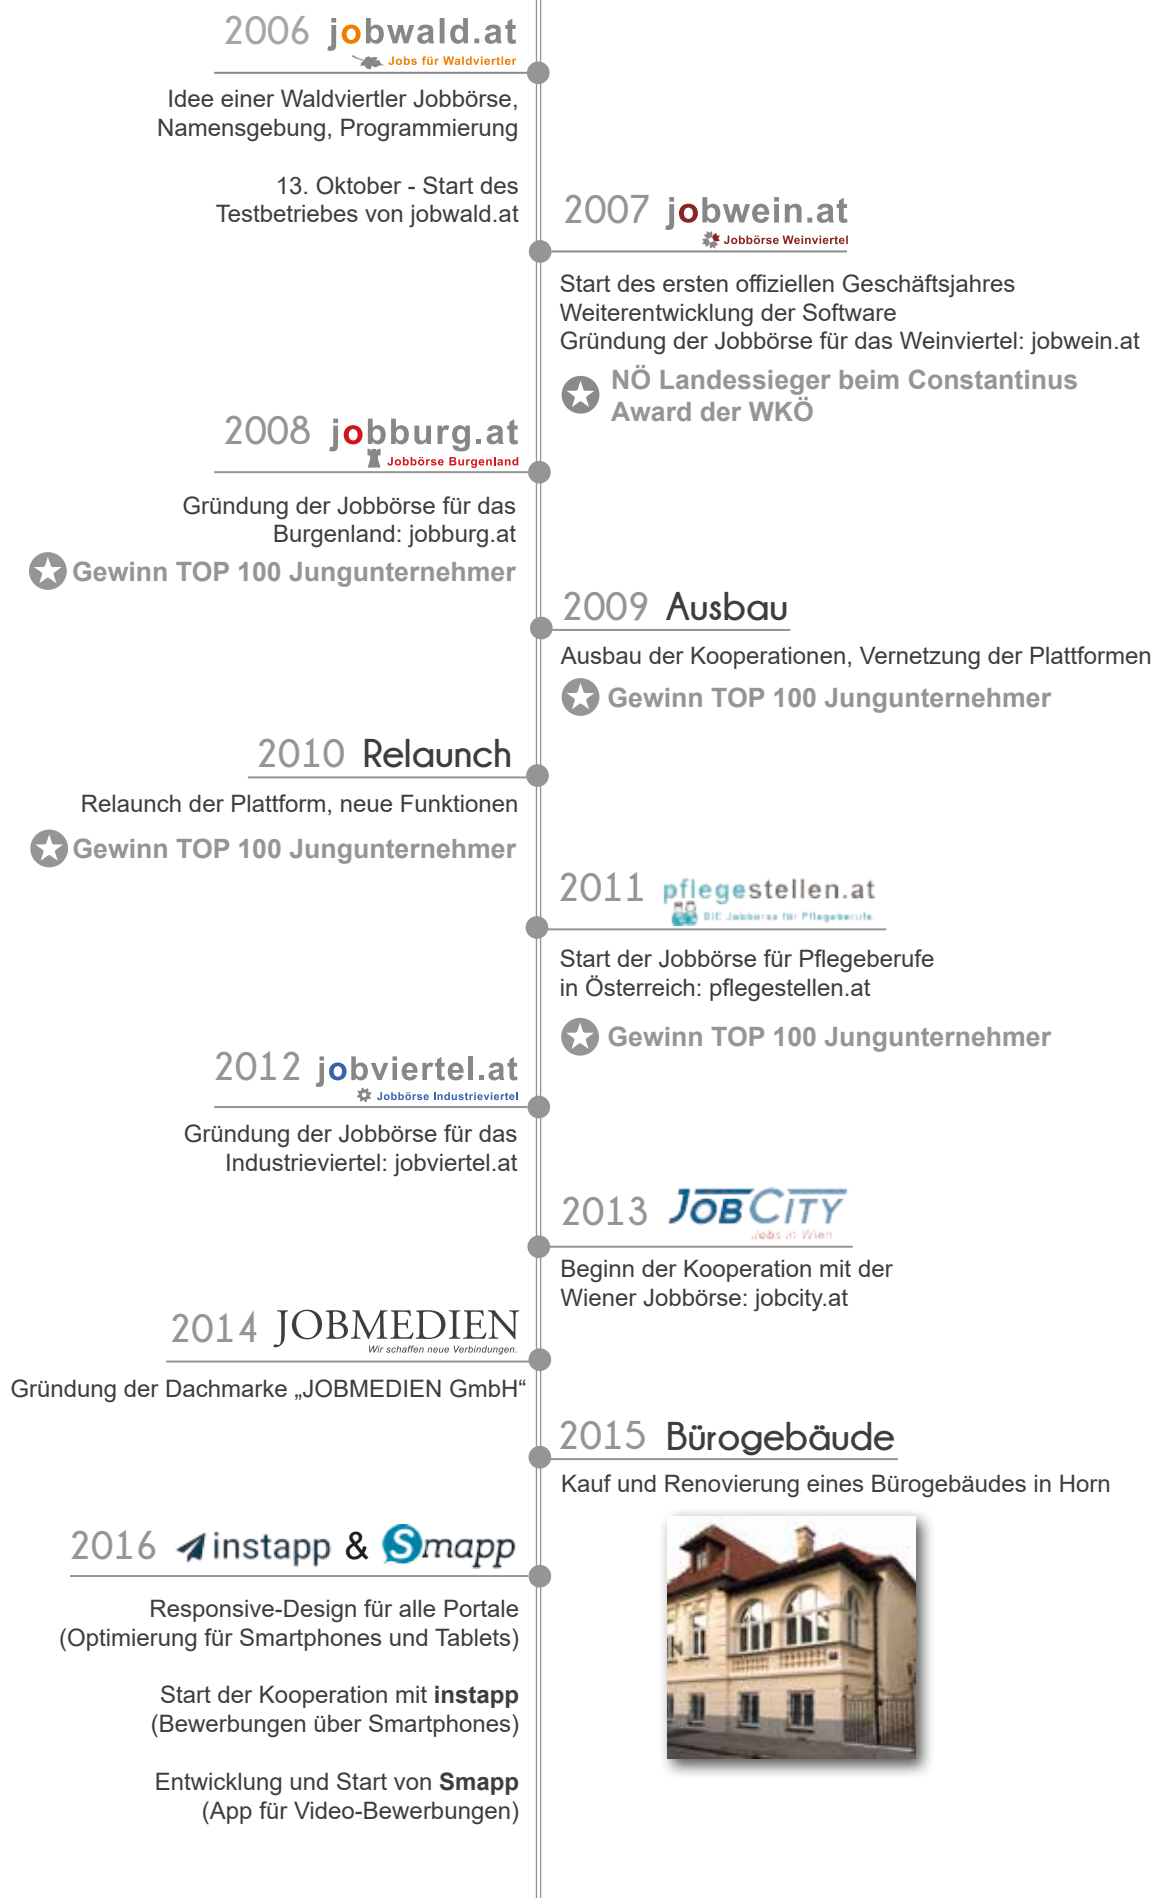 2006 jobwald.at
Jobs für Waldviertler
Idee einer Waldviertler Jobbörse,
Namensgebung, Programmierung
13. Oktober - Start des
Testbetriebes von jobwald.at
2007 jobwein.at
Jobbörse Weinviertel
Start des ersten offiziellen Geschäftsjahres
Weiterentwicklung der Software
Gründung der Jobbörse für das Weinviertel: jobwein.at
NÖ Landessieger beim Constantinus
Award der WKÖ
2008 jobburg.at
Jobbörse Burgenland
Gründung der Jobbörse für das
Burgenland: jobburg.at
Gewinn TOP 100 Jungunternehmer
2009 Ausbau
Ausbau der Kooperationen, Vernetzung der Plattformen
Gewinn TOP 100 Jungunternehmer
2010 Relaunch
Relaunch der Plattform, neue Funktionen
Gewinn TOP 100 Jungunternehmer
2011 pflegestellen.at
DIE Jobbörse für Pflegeberufe.
Start der Jobbörse für Pflegeberufe
in Österreich: pflegestellen.at
Gewinn TOP 100 Jungunternehmer
2012 jobviertel.at
Jobbörse Industrieviertel
Gründung der Jobbörse für das
Industrieviertel: jobviertel.at
2013 JOBCITY
Jobs in Wien
Beginn der Kooperation mit der
Wiener Jobbörse: jobcity.at
2014 JOBMEDIEN
Wir schaffen neue Verbindungen.
Gründung der Dachmarke „JOBMEDIEN GmbH“
2015 Bürogebäude
Kauf und Renovierung eines Bürogebäudes in Horn
2016 instapp & Smapp
Responsive-Design für alle Portale
(Optimierung für Smartphones und Tablets)
Start der Kooperation mit instapp
(Bewerbungen über Smartphones)
Entwicklung und Start von Smapp
(App für Video-Bewerbungen)